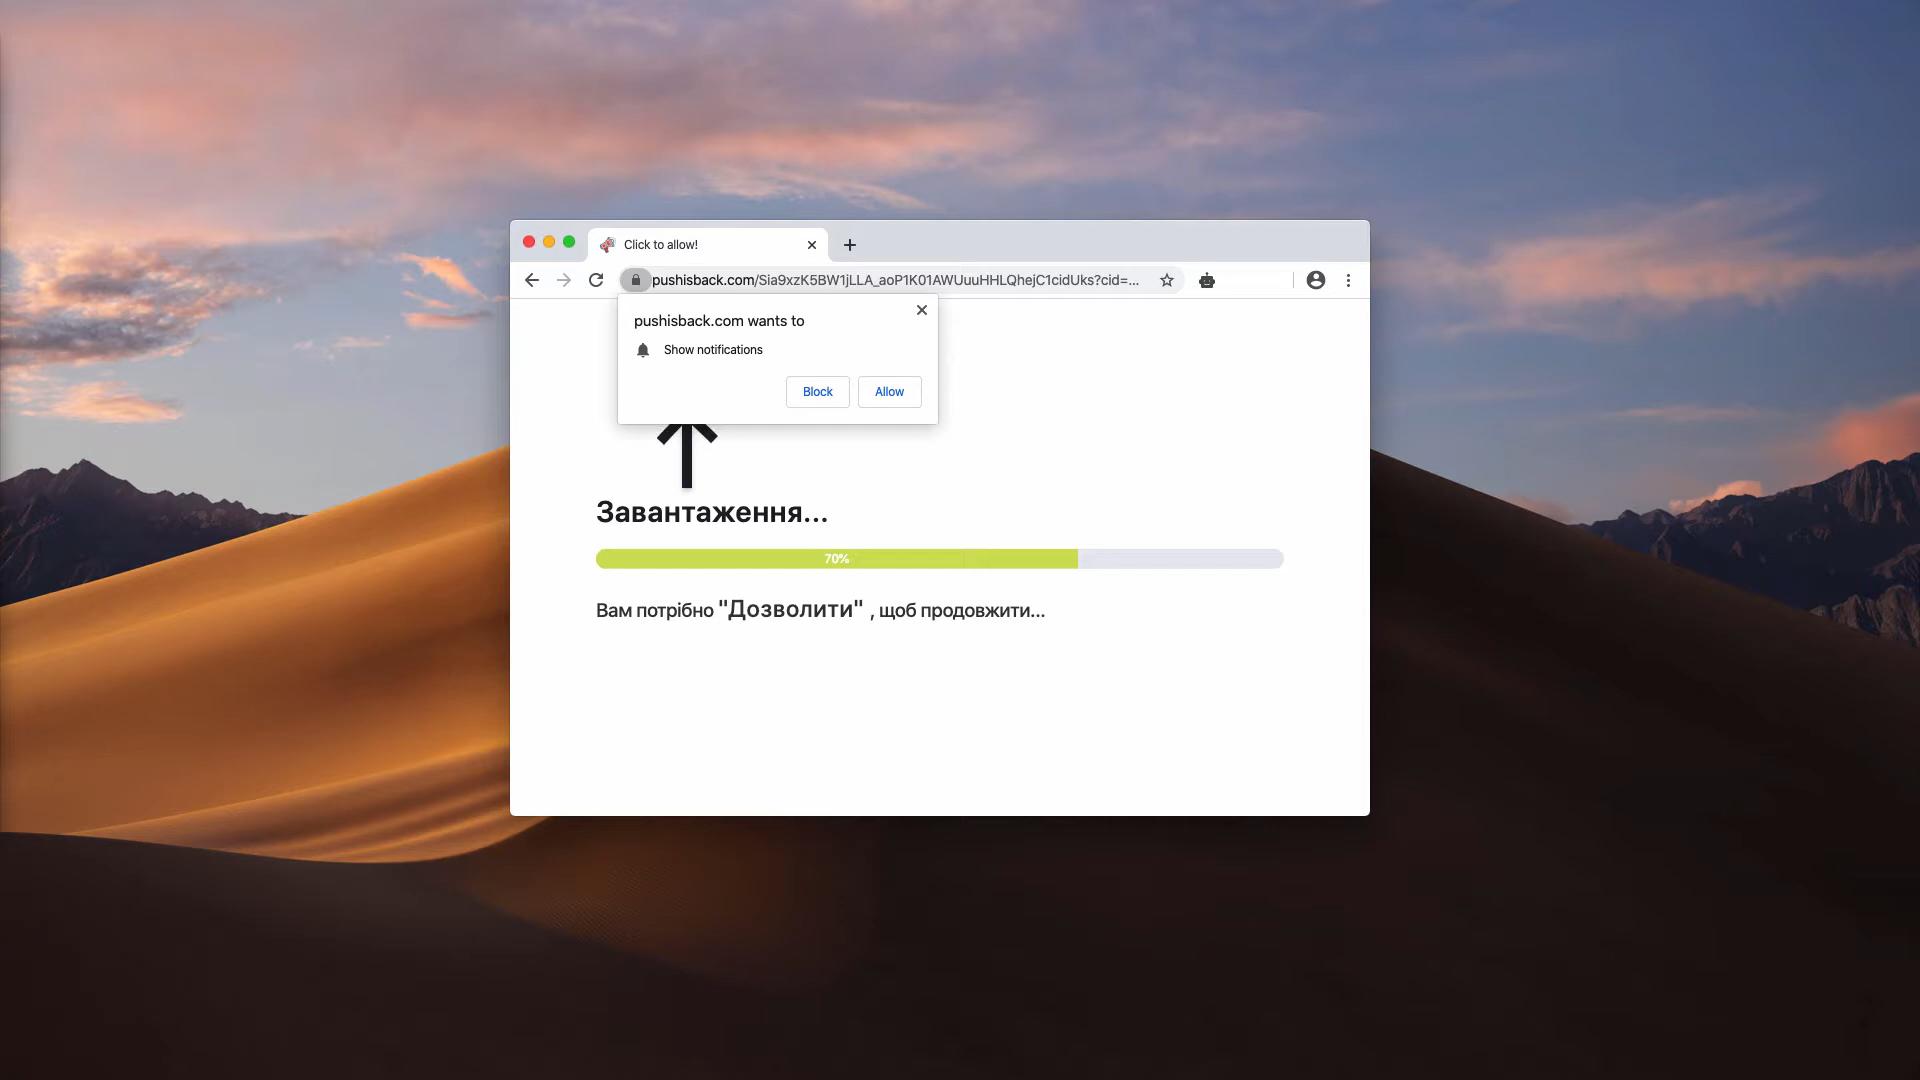 Click to allow!
pushisback.com/Sia9xzK5BW1jLLA_aoP1K01AWUuuHHLQhejC1cidUks?cid=...
pushisback.com wants to
Show notifications
Block
Allow
Завантаження...
70%
Вам потрібно "Дозволити" , щоб продовжити...